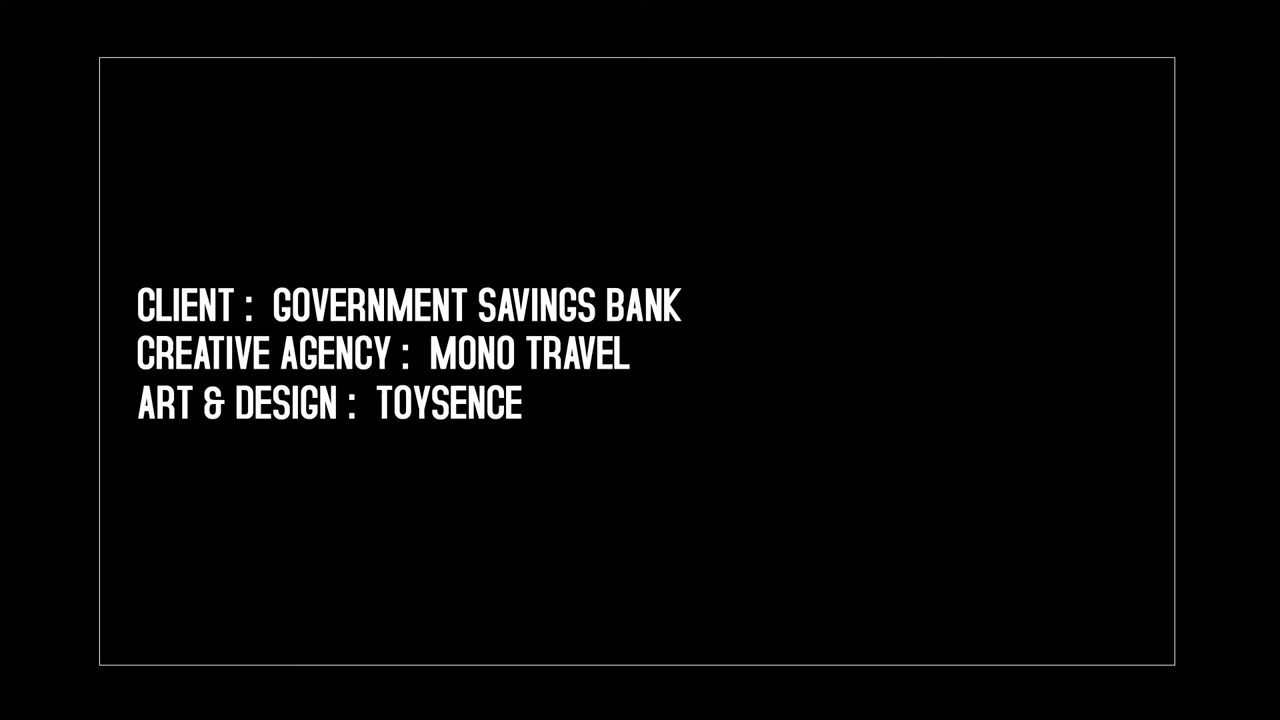 CLIENT : GOVERNMENT SAVINGS BANK
CREATIVE AGENCY : MONO TRAVEL
ART & DESIGN : TOYSENCE